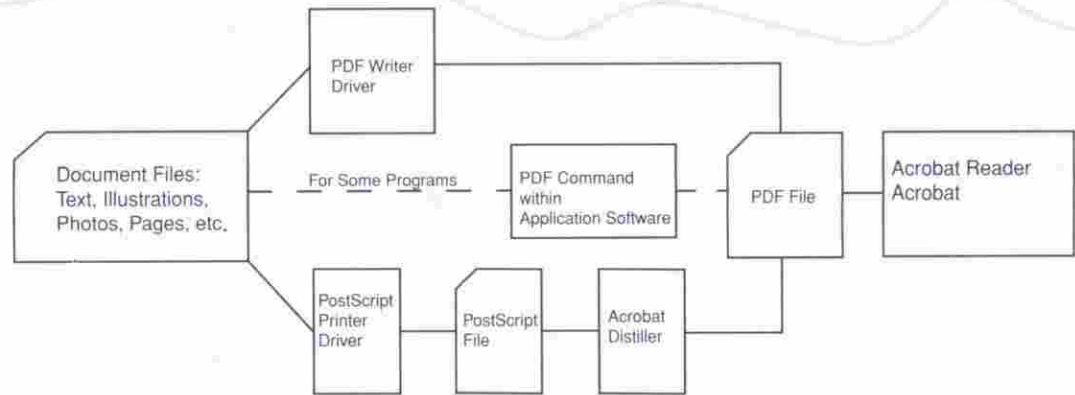 PDF Writer
Driver
Document Files:
Text, Illustrations,
Photos, Pages, etc.
For Some Programs
PDF Command
within
Application Software
PDF File
Acrobat Reader
Acrobat
PostScript
Printer
Driver
PostScript
File
Acrobat
Distiller